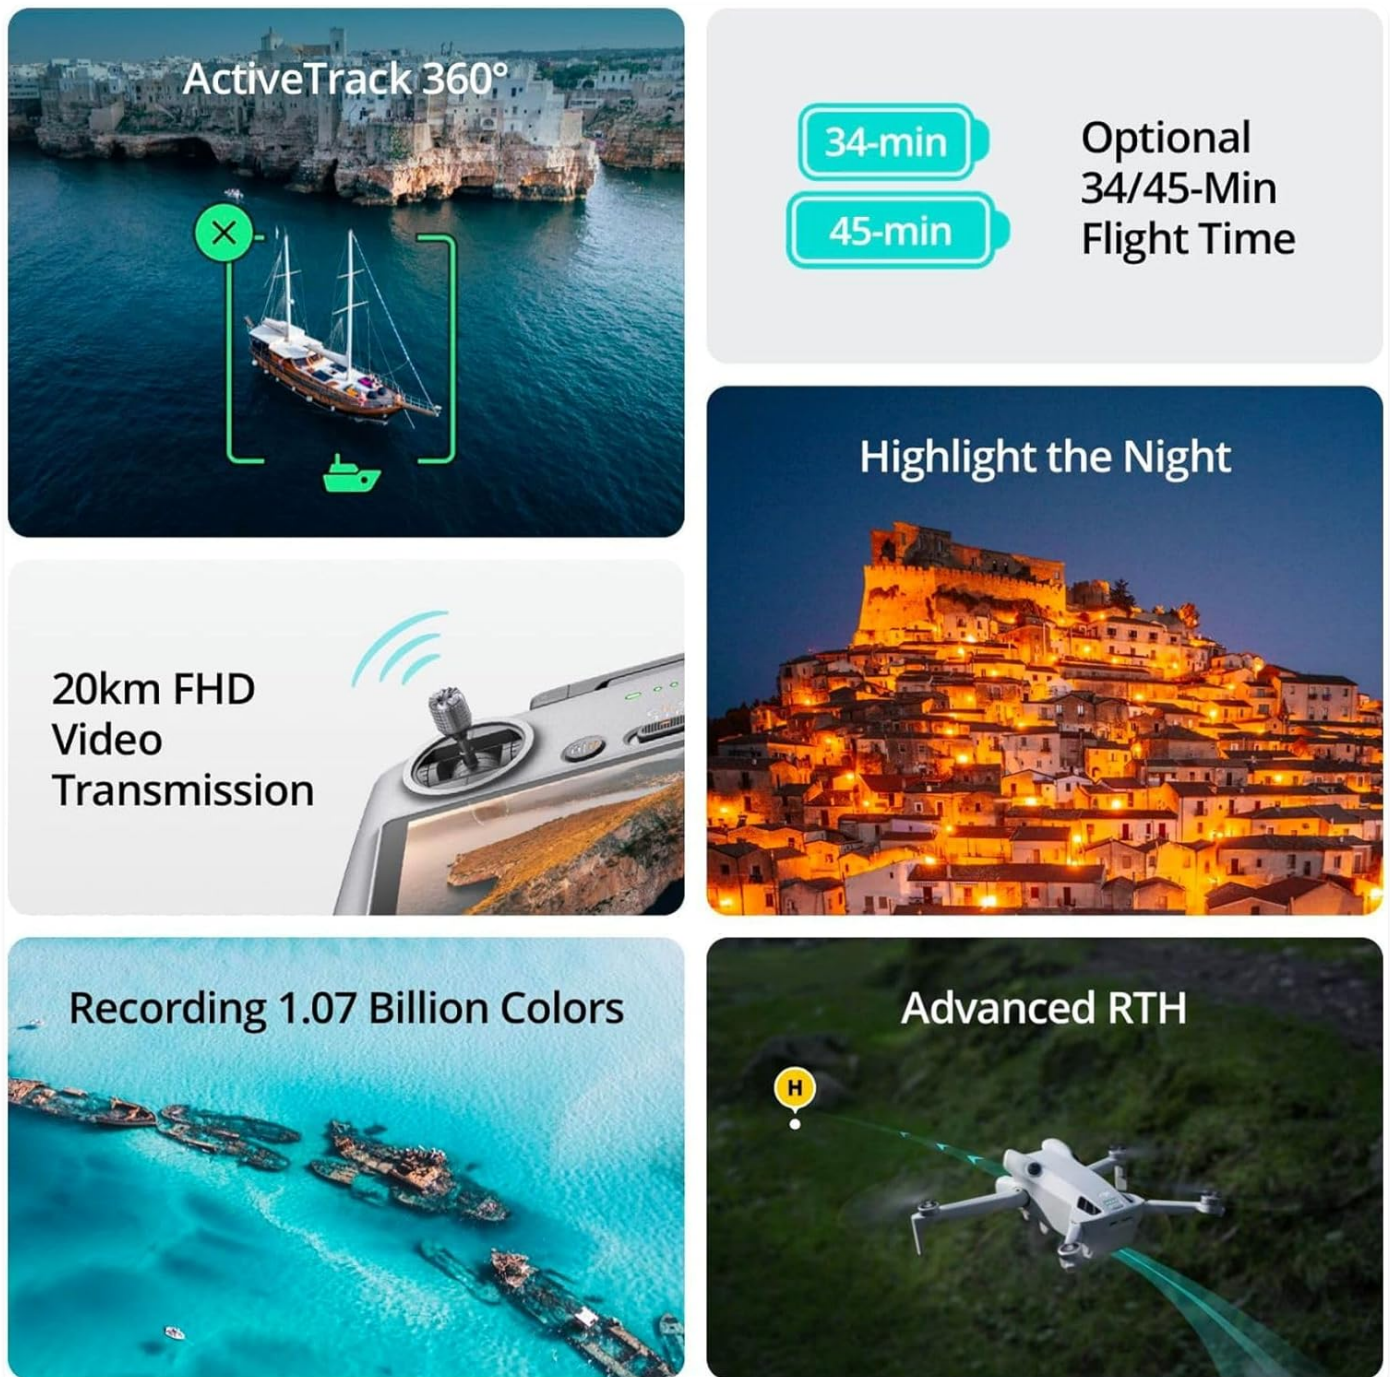 ActiveTrack 360°
34-min
45-min
Optional
34/45-Min
Flight Time
Highlight the Night
20km FHD
Video
Transmission
Recording 1.07 Billion Colors
Advanced RTH
H